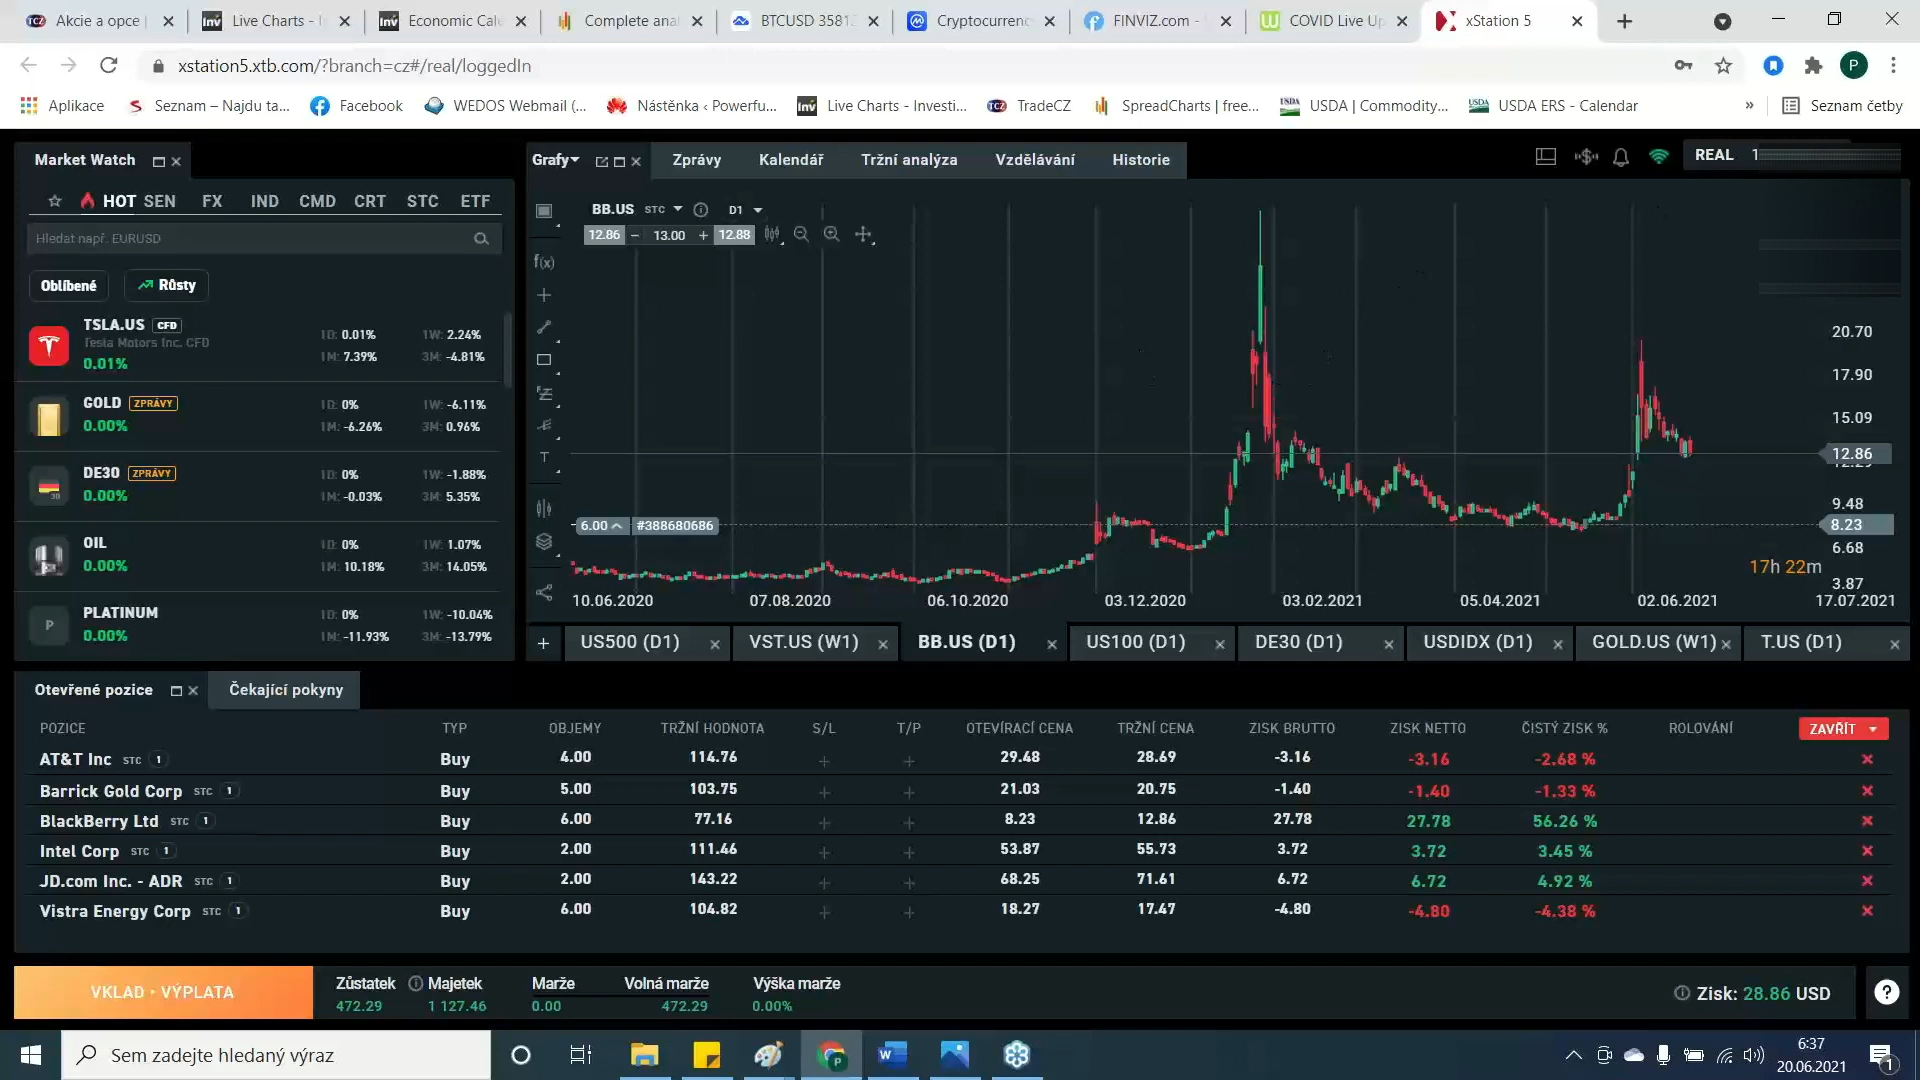 Akcie a opce
Live Charts - I
Economic Cal
Complete anal
BTCUSD 3581
Cryptocurrenc
FINVIZ.com -
COVID Live Up
xStation 5
xstation5.xtb.com/?branch=cz#/real/loggedIn
P
Aplikace
Seznam – Najdu ta...
Facebook
WEDOS Webmail (...
Nástěnka ‹ Powerfu...
Live Charts - Investi...
TradeCZ
SpreadCharts | free...
USDA | Commodity...
USDA ERS - Calendar
»
Seznam četby
Market Watch
Grafy
Zprávy
Kalendář
Tržní analýza
Vzdělávání
Historie
REAL 1
HOT SEN FX IND CMD CRT STC ETF
Hledat např. EURUSD
Oblíbené
Růsty
TSLA.US CFD
Tesla Motors Inc. CFD
0.01%
1D: 0.01% 1W: 2.24%
1M: 7.39% 3M: -4.81%
GOLD ZPRÁVY
0.00%
1D: 0% 1W: -6.11%
1M: -6.26% 3M: 0.96%
DE30 ZPRÁVY
0.00%
1D: 0% 1W: -1.88%
1M: -0.03% 3M: 5.35%
OIL
0.00%
1D: 0% 1W: 1.07%
1M: 10.18% 3M: 14.05%
P
PLATINUM
0.00%
1D: 0% 1W: -10.04%
1M: -11.93% 3M: -13.79%
BB.US STC D1
12.86 − 13.00 + 12.88
f(x)
T
6.00 #388680686
20.70
17.90
15.09
12.86
9.48
8.23
6.68
17h 22m
3.87
10.06.2020 07.08.2020 06.10.2020 03.12.2020 03.02.2021 05.04.2021 02.06.2021 17.07.2021
+ US500 (D1) VST.US (W1) BB.US (D1) US100 (D1) DE30 (D1) USDIDX (D1) GOLD.US (W1) T.US (D1)
Otevřené pozice
Čekající pokyny
POZICE TYP OBJEMY TRŽNÍ HODNOTA S/L T/P OTEVÍRACÍ CENA TRŽNÍ CENA ZISK BRUTTO ZISK NETTO ČISTÝ ZISK % ROLOVÁNÍ ZAVŘÍT
AT&T Inc STC 1 Buy 4.00 114.76 + + 29.48 28.69 -3.16 -3.16 -2.68 %
Barrick Gold Corp STC 1 Buy 5.00 103.75 + + 21.03 20.75 -1.40 -1.40 -1.33 %
BlackBerry Ltd STC 1 Buy 6.00 77.16 + + 8.23 12.86 27.78 27.78 56.26 %
Intel Corp STC 1 Buy 2.00 111.46 + + 53.87 55.73 3.72 3.72 3.45 %
JD.com Inc. - ADR STC 1 Buy 2.00 143.22 + + 68.25 71.61 6.72 6.72 4.92 %
Vistra Energy Corp STC 1 Buy 6.00 104.82 + + 18.27 17.47 -4.80 -4.80 -4.38 %
VKLAD • VÝPLATA
Zůstatek Majetek Marže Volná marže Výška marže
472.29 1 127.46 0.00 472.29 0.00%
Zisk: 28.86 USD
?
Sem zadejte hledaný výraz
6:37
20.06.2021
1